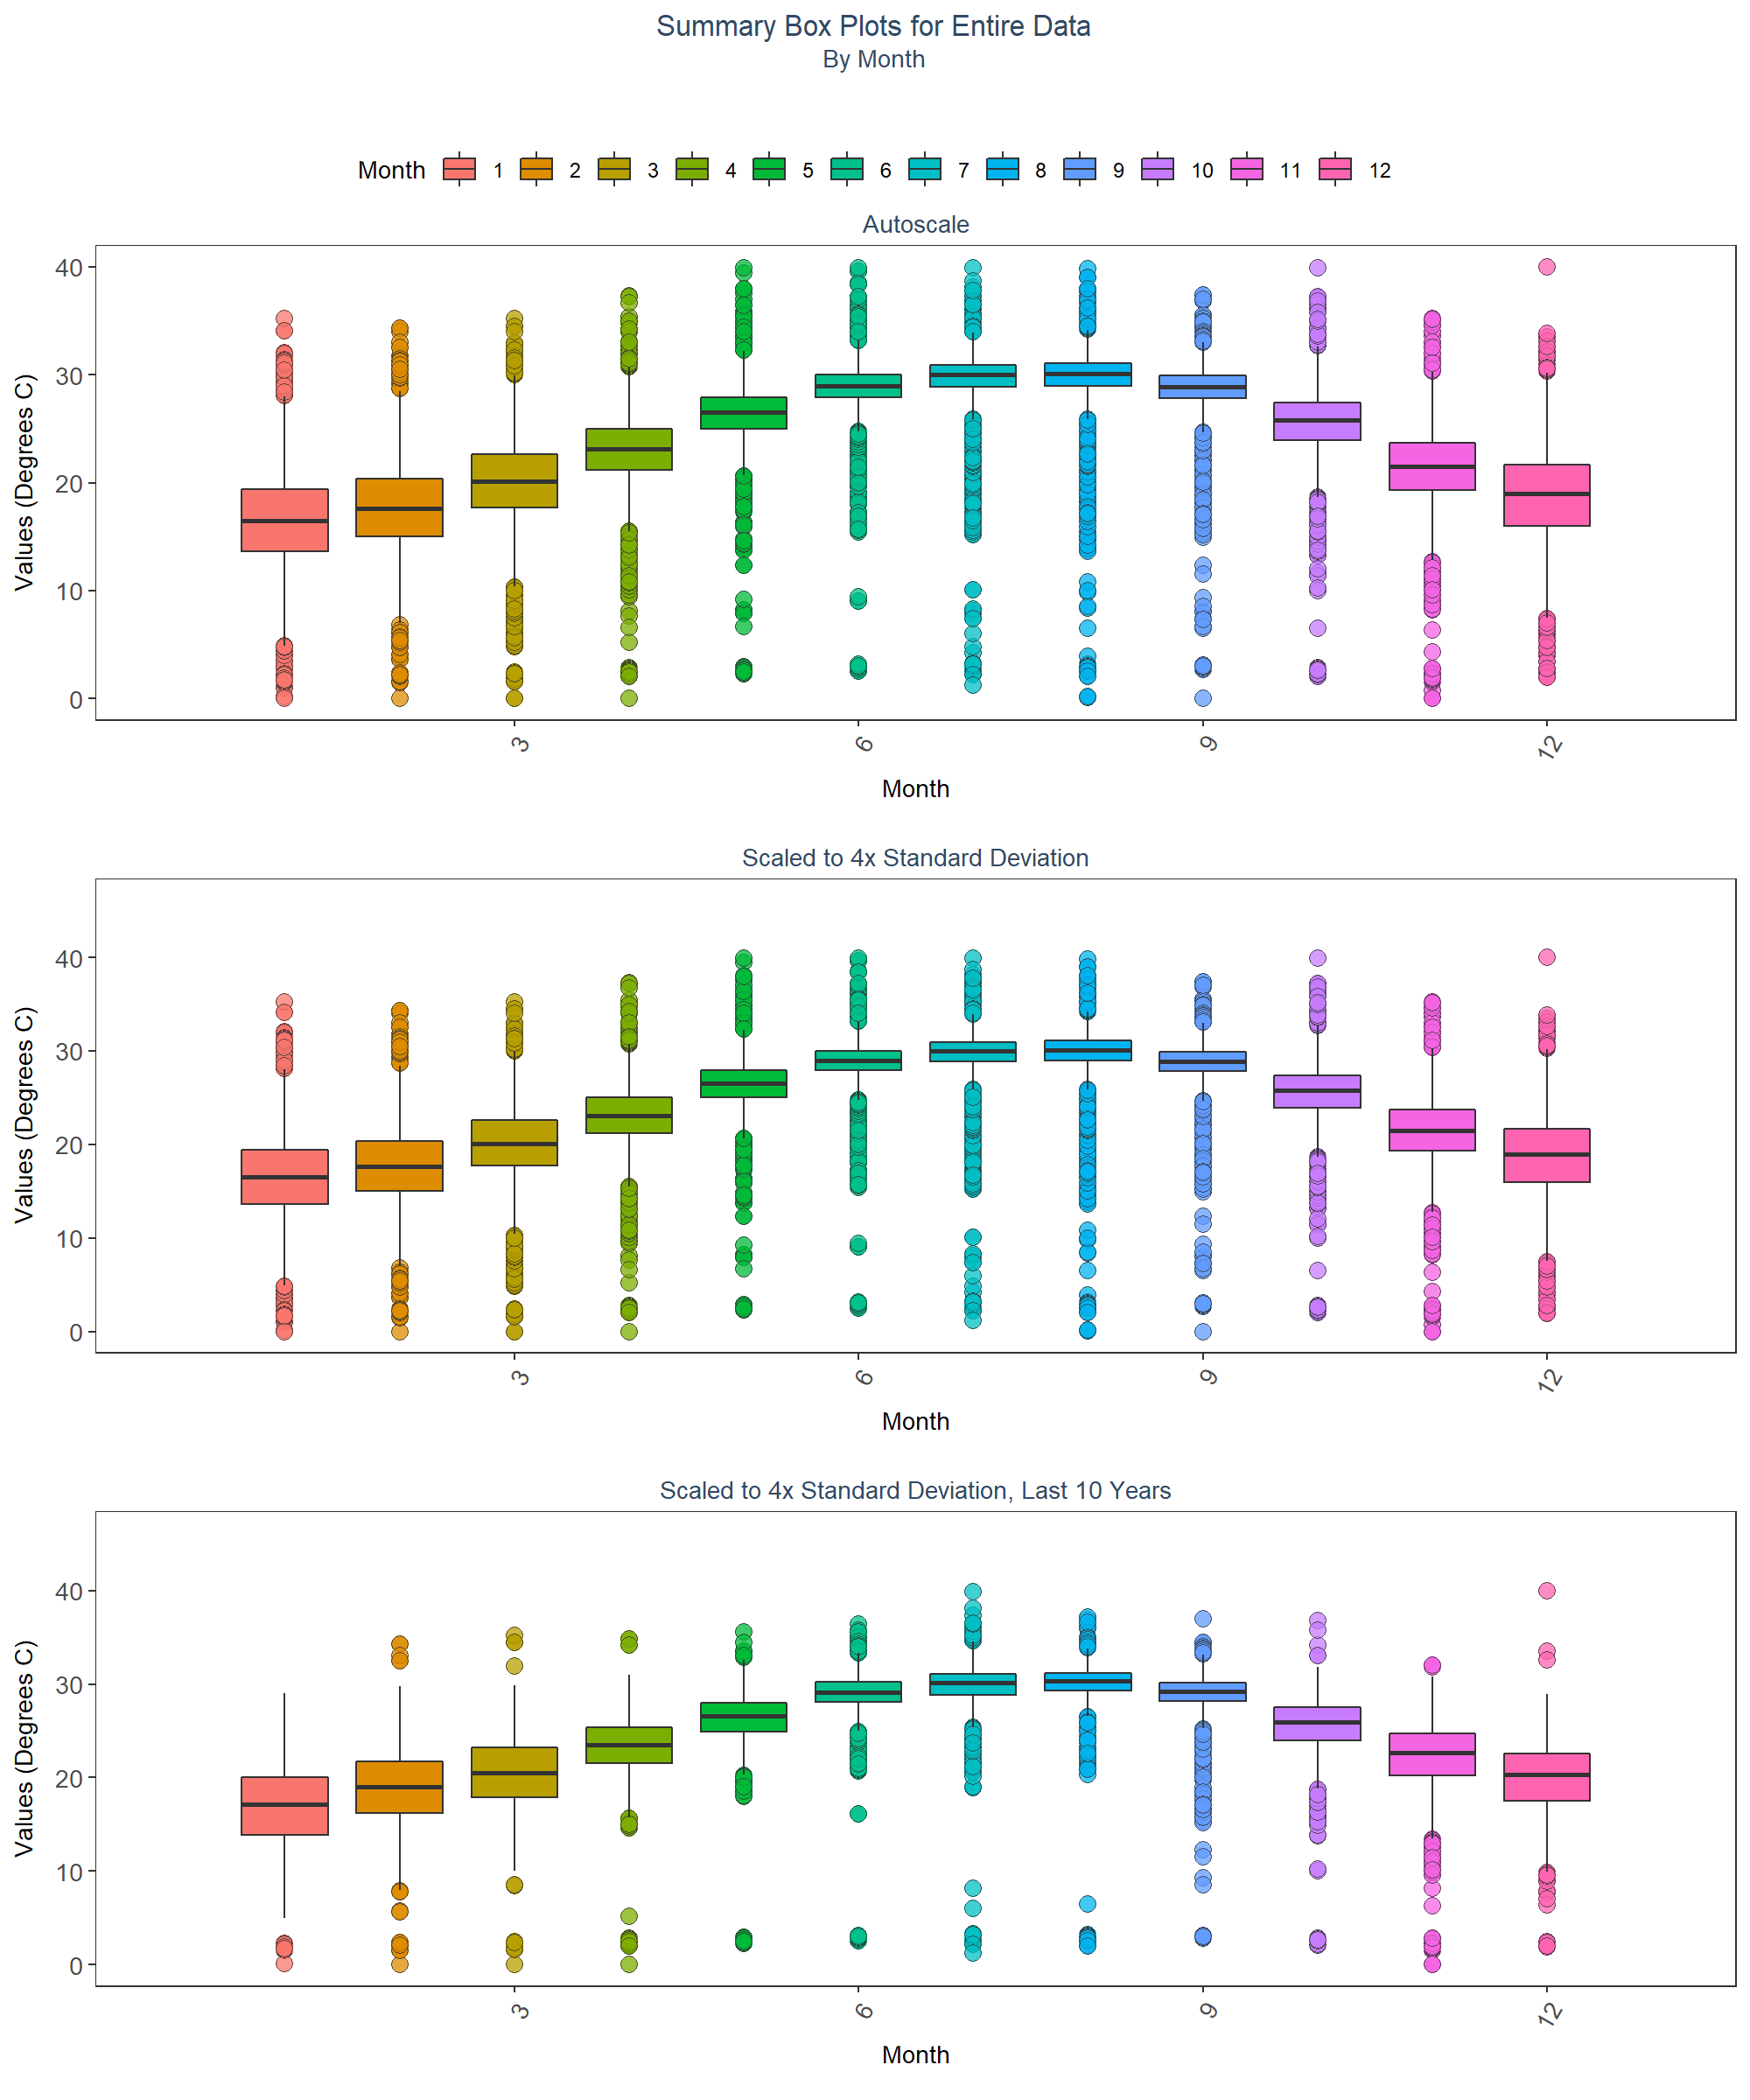 Summary Box Plots for Entire Data
By Month
Month 1 2 3 4 5 6 7 8 9 10 11 12
Autoscale
Values (Degrees C)
40
30
20
10
0
3 6 9 12
Month
Scaled to 4x Standard Deviation
Values (Degrees C)
40
30
20
10
0
3 6 9 12
Month
Scaled to 4x Standard Deviation, Last 10 Years
Values (Degrees C)
40
30
20
10
0
3 6 9 12
Month